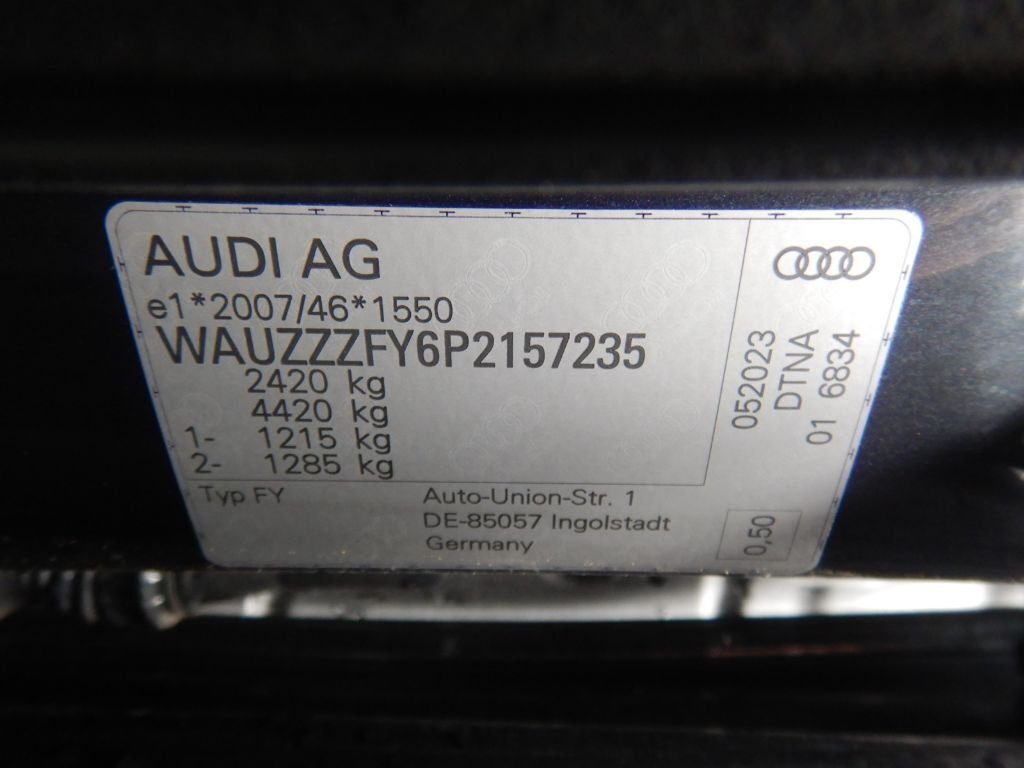 AUDI AG
e1*2007/46*1550
WAUZZZFY6P2157235
2420 kg
4420 kg
1- 1215 kg
2- 1285 kg
Typ FY
Auto-Union-Str. 1
DE-85057 Ingolstadt
Germany
052023
DTNA
01 6834
0,50